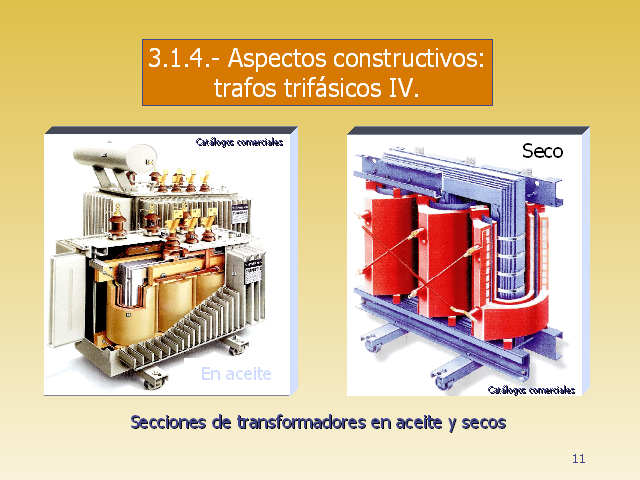 3.1.4.- Aspectos constructivos:
trafos trifásicos IV.
Catálogos comerciales
En aceite
Seco
Catálogos comerciales
Secciones de transformadores en aceite y secos
11